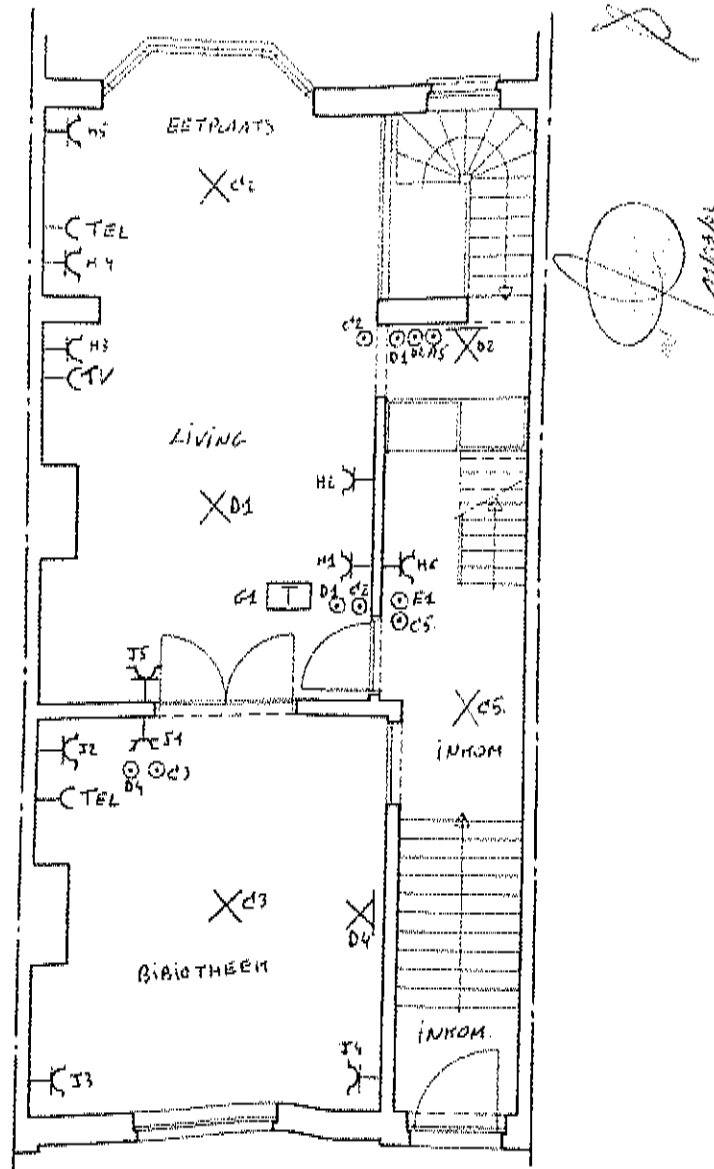 EETPLAATS
H5
C2
TEL
H4
C2
D1
D2
H5
D2
H3
TV
LIVING
H2
D1
H1
H6
G1
T
D1
C2
E1
C5
J5
C5
INKOM
J1
J2
D4
C3
TEL
C3
D4
BIBIOTHEEK
INKOM
J3
J4